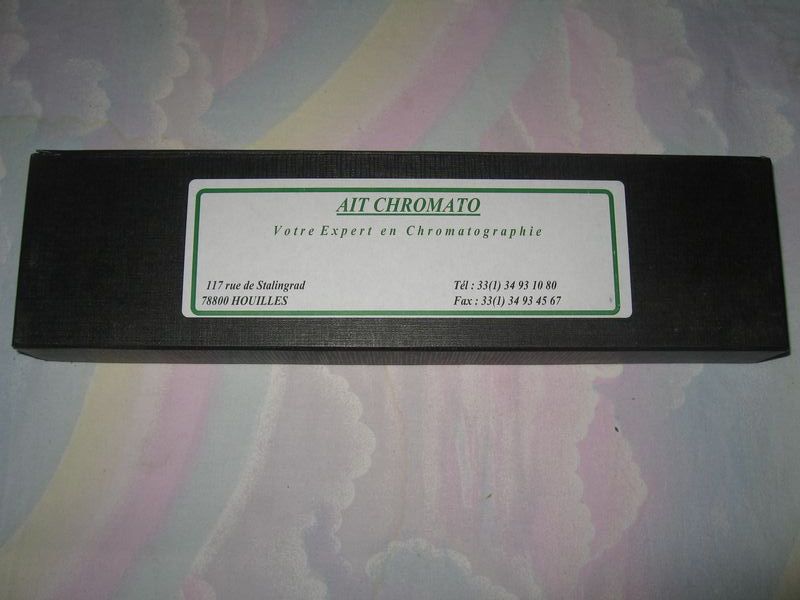 AIT CHROMATO
Votre Expert en Chromatographie
117 rue de Stalingrad
78800 HOUILLES
Tél : 33(1) 34 93 10 80
Fax : 33(1) 34 93 45 67